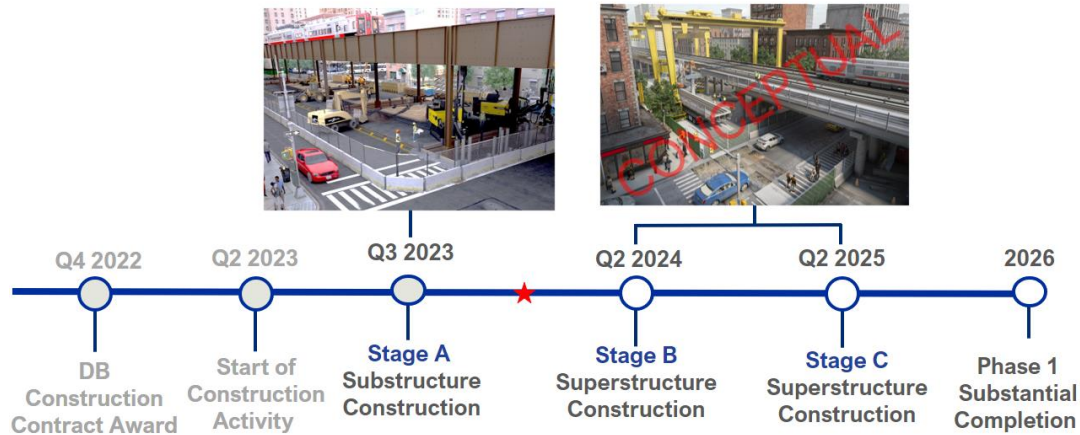 CONCEPTUAL
Q4 2022
Q2 2023
Q3 2023
Q2 2024
Q2 2025
2026
DB
Construction
Contract Award
Start of
Construction
Activity
Stage A
Substructure
Construction
Stage B
Superstructure
Construction
Stage C
Superstructure
Construction
Phase 1
Substantial
Completion